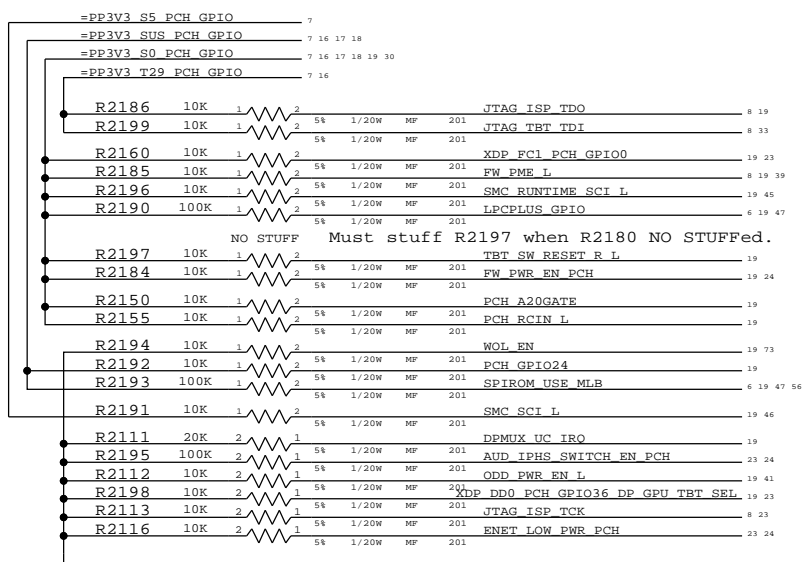 =PP3V3_S5_PCH_GPIO 7
=PP3V3_SUS_PCH_GPIO 7 16 17 18
=PP3V3_S0_PCH_GPIO 7 16 17 18 19 30
=PP3V3_T29_PCH_GPIO 7 16
R2186 10K 1 2 JTAG_ISP_TDO 8 19
5% 1/20W MF 201
R2199 10K 1 2 JTAG_TBT_TDI 8 33
5% 1/20W MF 201
R2160 10K 1 2 XDP_FC1_PCH_GPIO0 19 23
5% 1/20W MF 201
R2185 10K 1 2 FW_PME_L 8 19 39
5% 1/20W MF 201
R2196 10K 1 2 SMC_RUNTIME_SCI_L 19 45
5% 1/20W MF 201
R2190 100K 1 2 LPCPLUS_GPIO 6 19 47
5% 1/20W MF 201
NO STUFF Must stuff R2197 when R2180 NO STUFFed.
R2197 10K 1 2 TBT_SW_RESET_R_L 19
5% 1/20W MF 201
R2184 10K 1 2 FW_PWR_EN_PCH 19 24
5% 1/20W MF 201
R2150 10K 1 2 PCH_A20GATE 19
5% 1/20W MF 201
R2155 10K 1 2 PCH_RCIN_L 19
5% 1/20W MF 201
R2194 10K 1 2 WOL_EN 19 73
5% 1/20W MF 201
R2192 10K 1 2 PCH_GPIO24 19
5% 1/20W MF 201
R2193 100K 1 2 SPIROM_USE_MLB 6 19 47 56
5% 1/20W MF 201
R2191 10K 1 2 SMC_SCI_L 19 46
5% 1/20W MF 201
R2111 20K 2 1 DPMUX_UC_IRQ 19
5% 1/20W MF 201
R2195 100K 2 1 AUD_IPHS_SWITCH_EN_PCH 23 24
5% 1/20W MF 201
R2112 10K 2 1 ODD_PWR_EN_L 19 41
5% 1/20W MF 201
R2198 10K 2 1 XDP_DD0_PCH_GPIO36_DP_GPU_TBT_SEL 19 23
5% 1/20W MF 201
R2113 10K 2 1 JTAG_ISP_TCK 8 23
5% 1/20W MF 201
R2116 10K 2 1 ENET_LOW_PWR_PCH 23 24
5% 1/20W MF 201